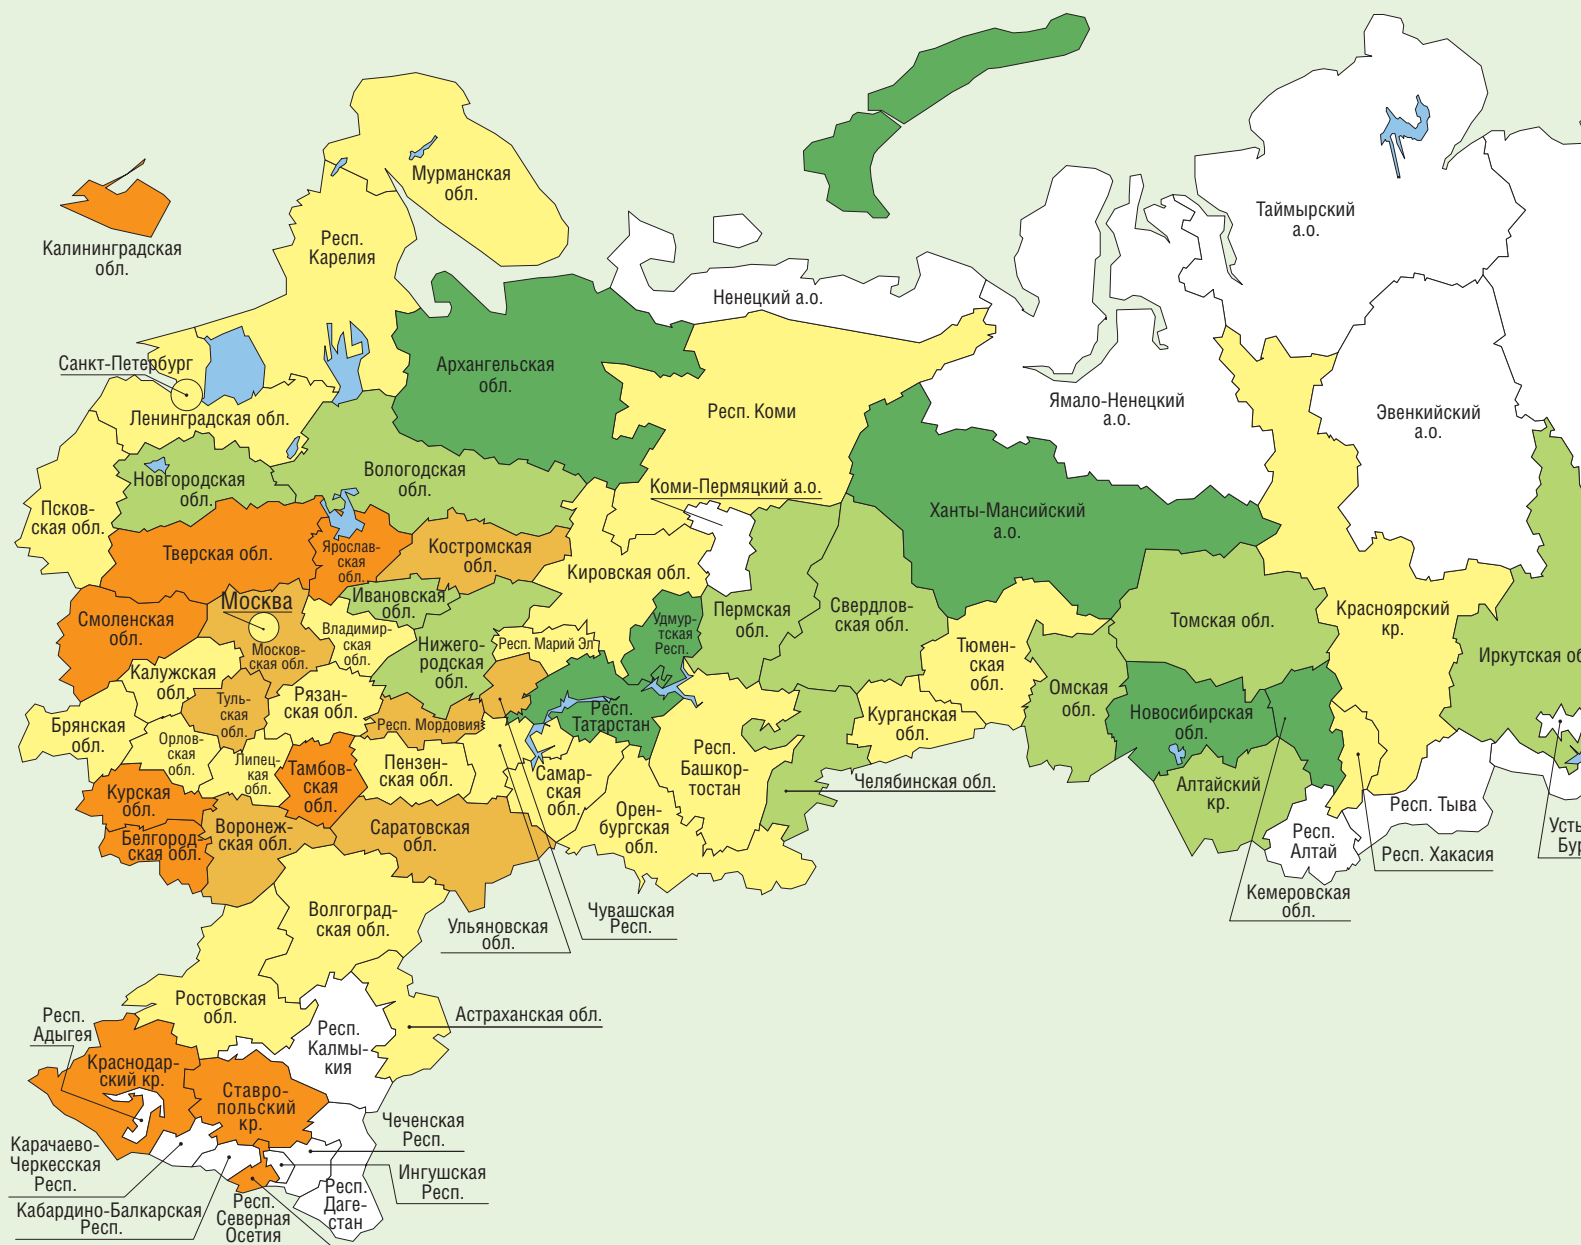 Мурманская
обл.
Таймырский
а.о.
Калининградская
обл.
Респ.
Карелия
Ненецкий а.о.
Санкт-Петербург
Архангельская
обл.
Ленинградская обл.
Респ. Коми
Ямало-Ненецкий
а.о.
Эвенкийский
а.о.
Новгородская
обл.
Вологодская
обл.
Коми-Пермяцкий а.о.
Псков-
ская обл.
Ханты-Мансийский
а.о.
Тверская обл.
Ярослав-
ская
обл.
Костромская
обл.
Кировская обл.
Ивановская
обл.
Москва
Смоленская
обл.
Владимир-
ская
обл.
Нижего-
родская
обл.
Респ. Марий Эл
Удмур-
тская
Респ.
Пермская
обл.
Свердлов-
ская обл.
Томская обл.
Красноярский
кр.
Московс-
ская обл.
Калужская
обл.
Тюмен-
ская
обл.
Иркутская об
Туль-
ская
обл.
Рязан-
ская обл.
Омская
обл.
Брянская
обл.
Респ. Мордовия
Респ.
Татарстан
Курганская
обл.
Новосибирская
обл.
Орлов-
ская
обл.
Липец-
кая
обл.
Тамбов-
ская
обл.
Пензен-
ская обл.
Самар-
ская
обл.
Респ.
Башкор-
тостан
Челябинская обл.
Алтайский
кр.
Респ. Тыва
Курская
обл.
Белгород-
ская обл.
Воронеж-
ская обл.
Саратовская
обл.
Орен-
бургская
обл.
Респ.
Алтай
Респ. Хакасия
Усть
Бур
Кемеровская
обл.
Волгоград-
ская обл.
Ульяновская
обл.
Чувашская
Респ.
Ростовская
обл.
Астраханская обл.
Респ.
Адыгея
Респ.
Калмы-
кия
Краснодар-
ский кр.
Ставро-
польский
кр.
Чеченская
Респ.
Карачаево-
Черкесская
Респ.
Ингушская
Респ.
Кабардино-Балкарская
Респ.
Респ.
Северная
Осетия
Респ.
Даге-
стан